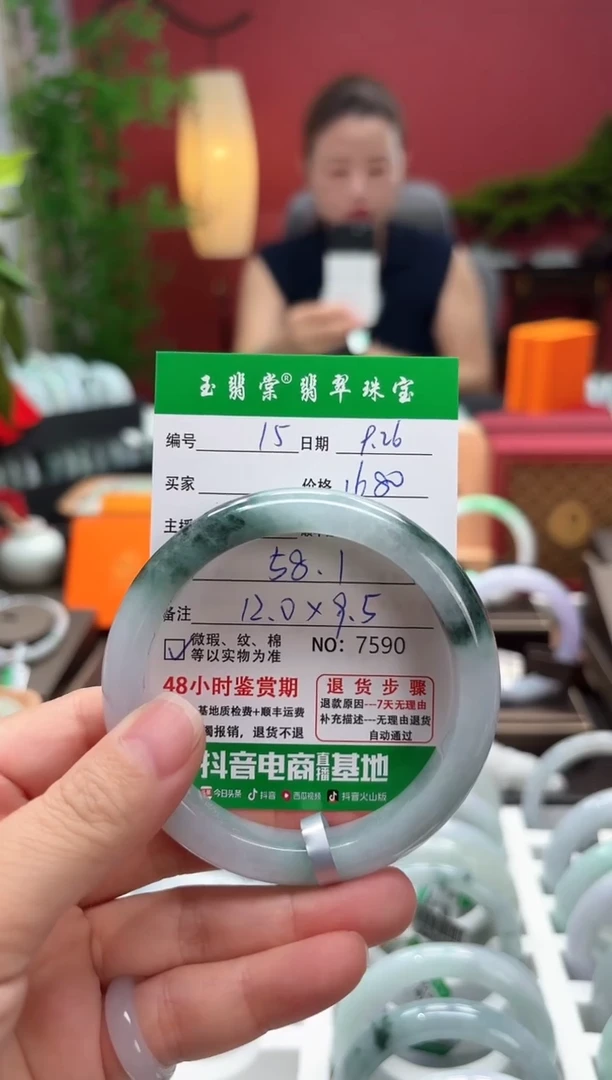 玉翡棠®翡翠珠宝
编号 15 日期 9.26
买家 价格 1680
主播
58.1
备注 12.0×9.5
☑微瑕、纹、棉 NO: 7590
等以实物为准
48小时鉴赏期
基地质检费+顺丰运费
报销，退货不退
退货步骤
退款原因---7天无理由
补充描述---无理由退货
自动通过
抖音电商直播基地
今日头条 抖音 西瓜视频 抖音火山版